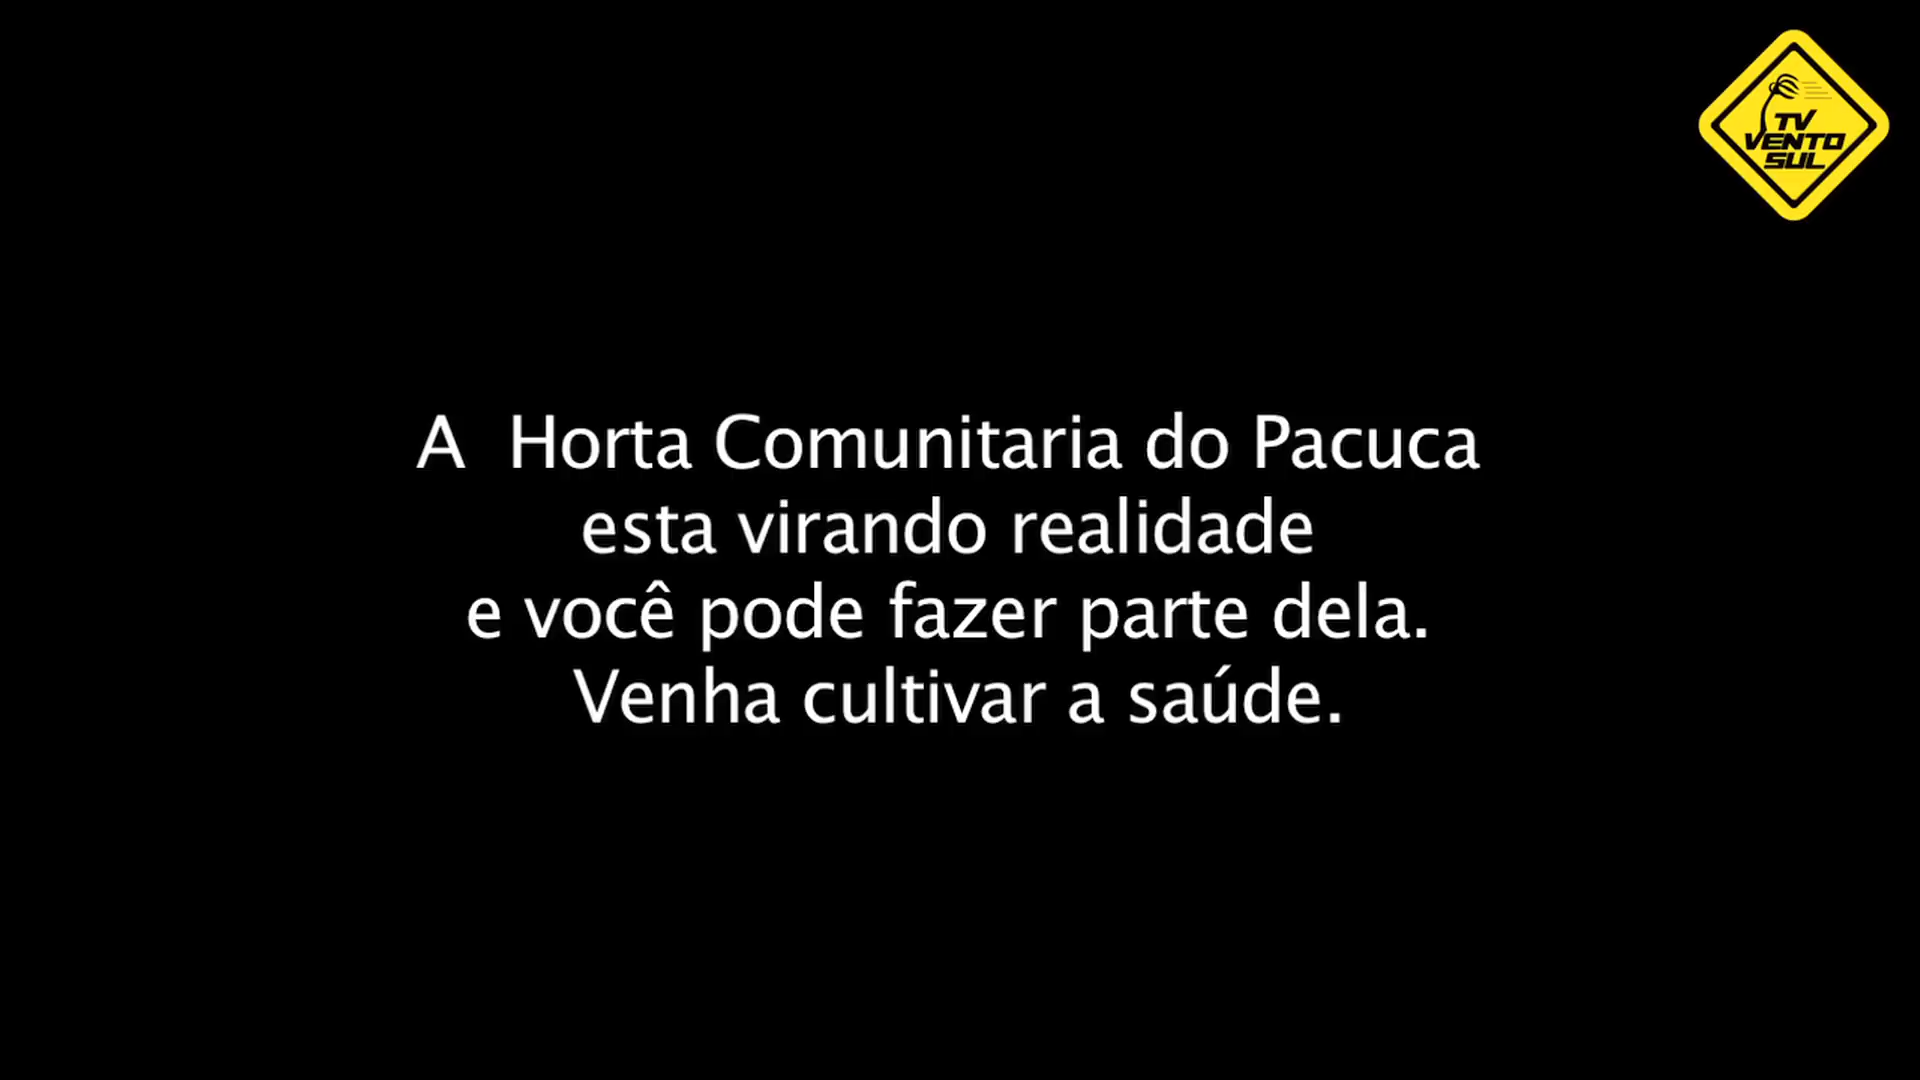 TV
VENTO
SUL
A  Horta Comunitaria do Pacuca
esta virando realidade
e você pode fazer parte dela.
Venha cultivar a saúde.